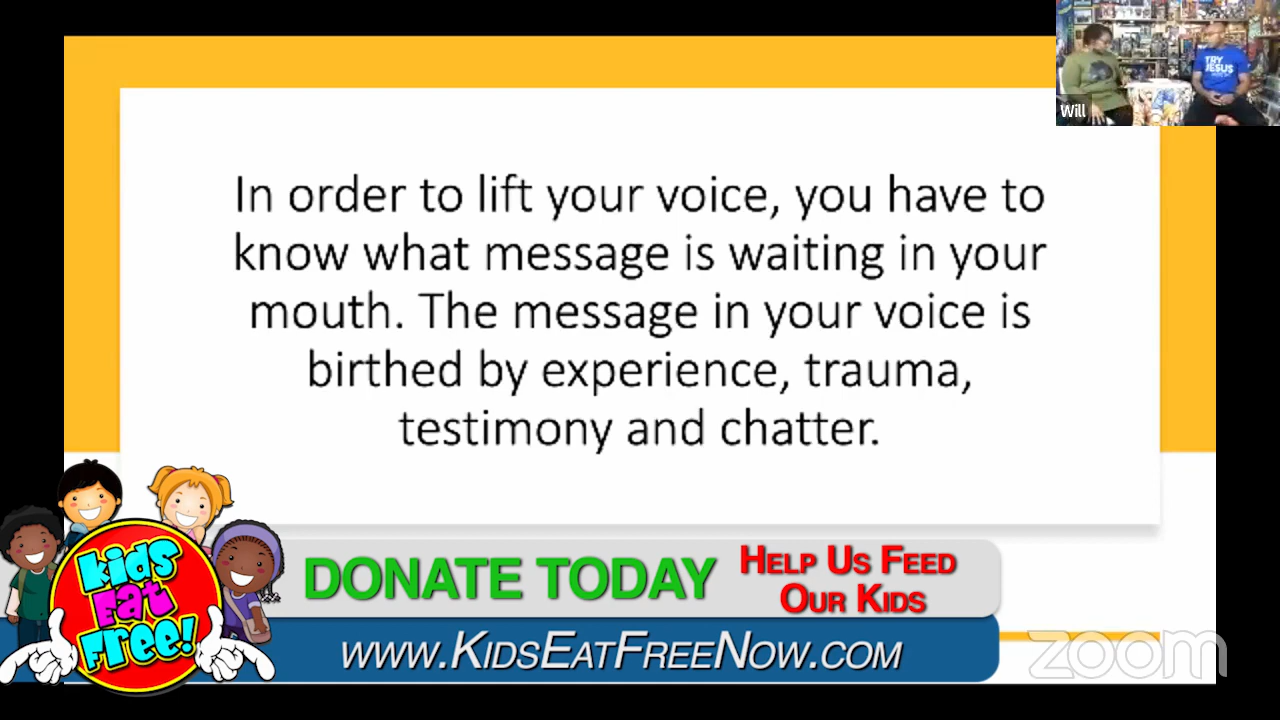 TRY
JESUS
Will
In order to lift your voice, you have to
know what message is waiting in your
mouth. The message in your voice is
birthed by experience, trauma,
testimony and chatter.
Kids
Eat
Free!
DONATE TODAY
HELP US FEED
OUR KIDS
WWW.KIDSEATFREENOW.COM
zoom